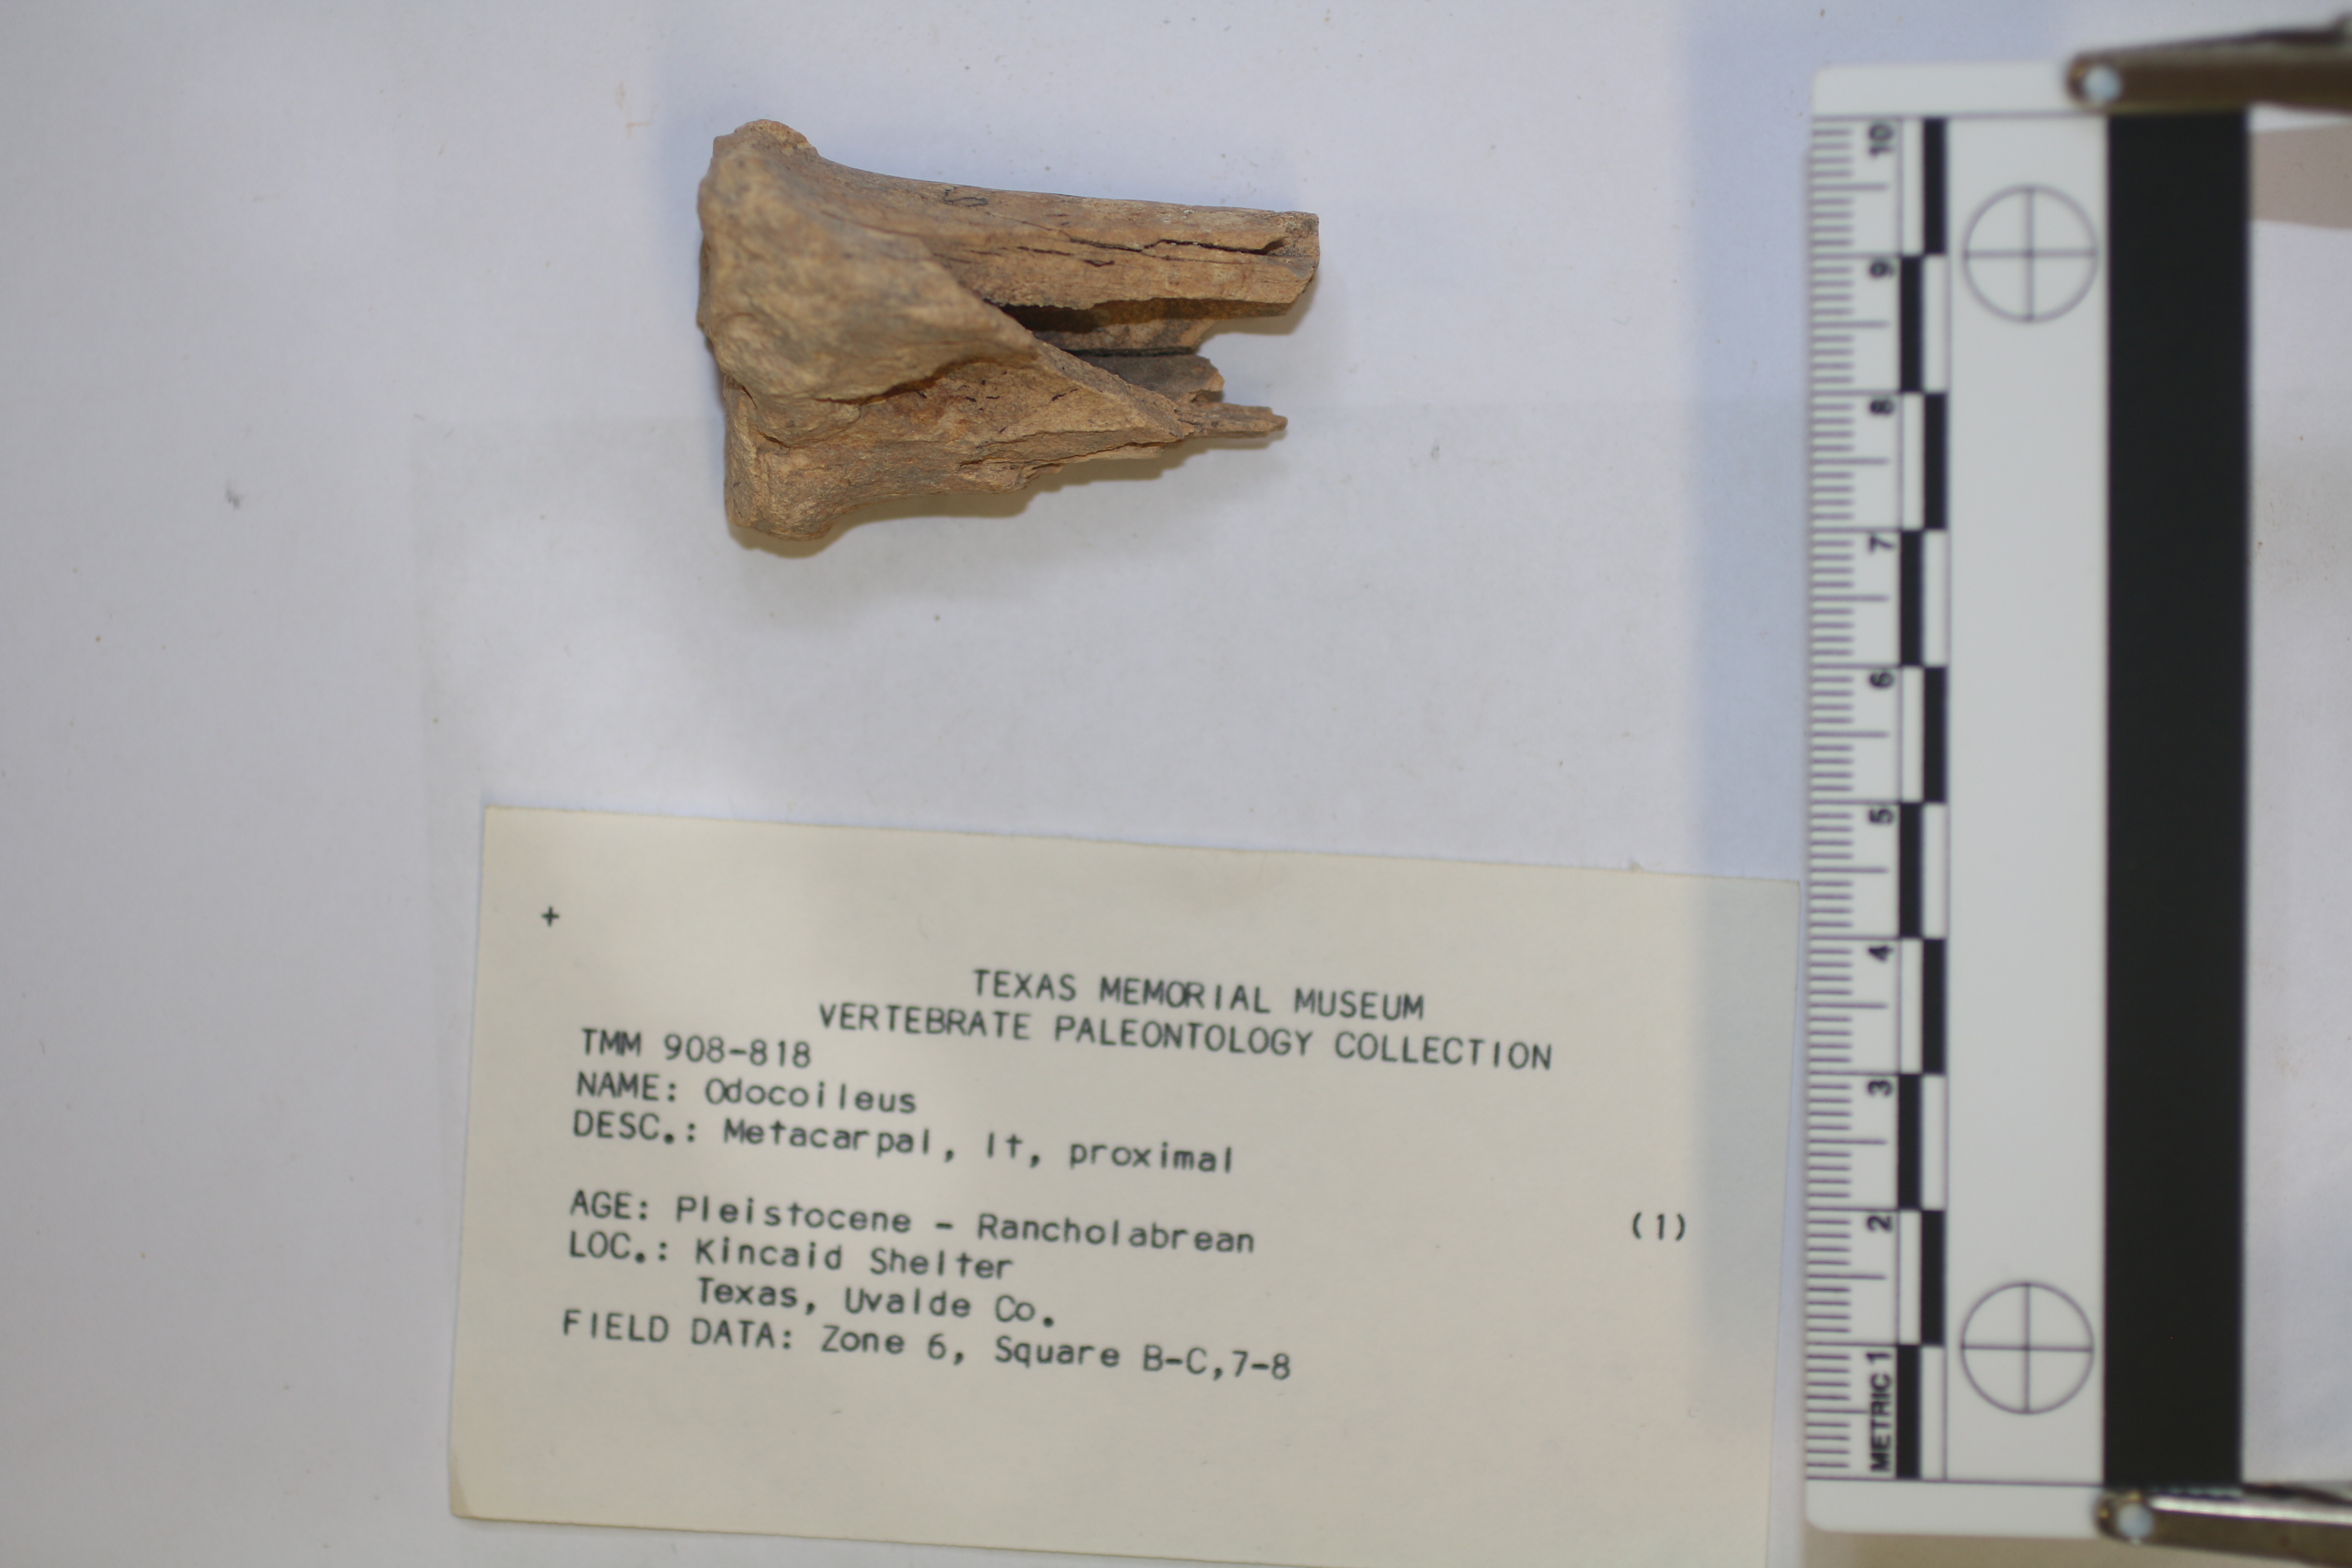 +
TEXAS MEMORIAL MUSEUM
VERTEBRATE PALEONTOLOGY COLLECTION
TMM 908-818
NAME: Odocoileus
DESC.: Metacarpal, lt, proximal
AGE: Pleistocene - Rancholabrean
(1)
LOC.: Kincaid Shelter
Texas, Uvalde Co.
FIELD DATA: Zone 6, Square B-C,7-8
METRIC 1 2 3 4 5 6 7 8 9 10